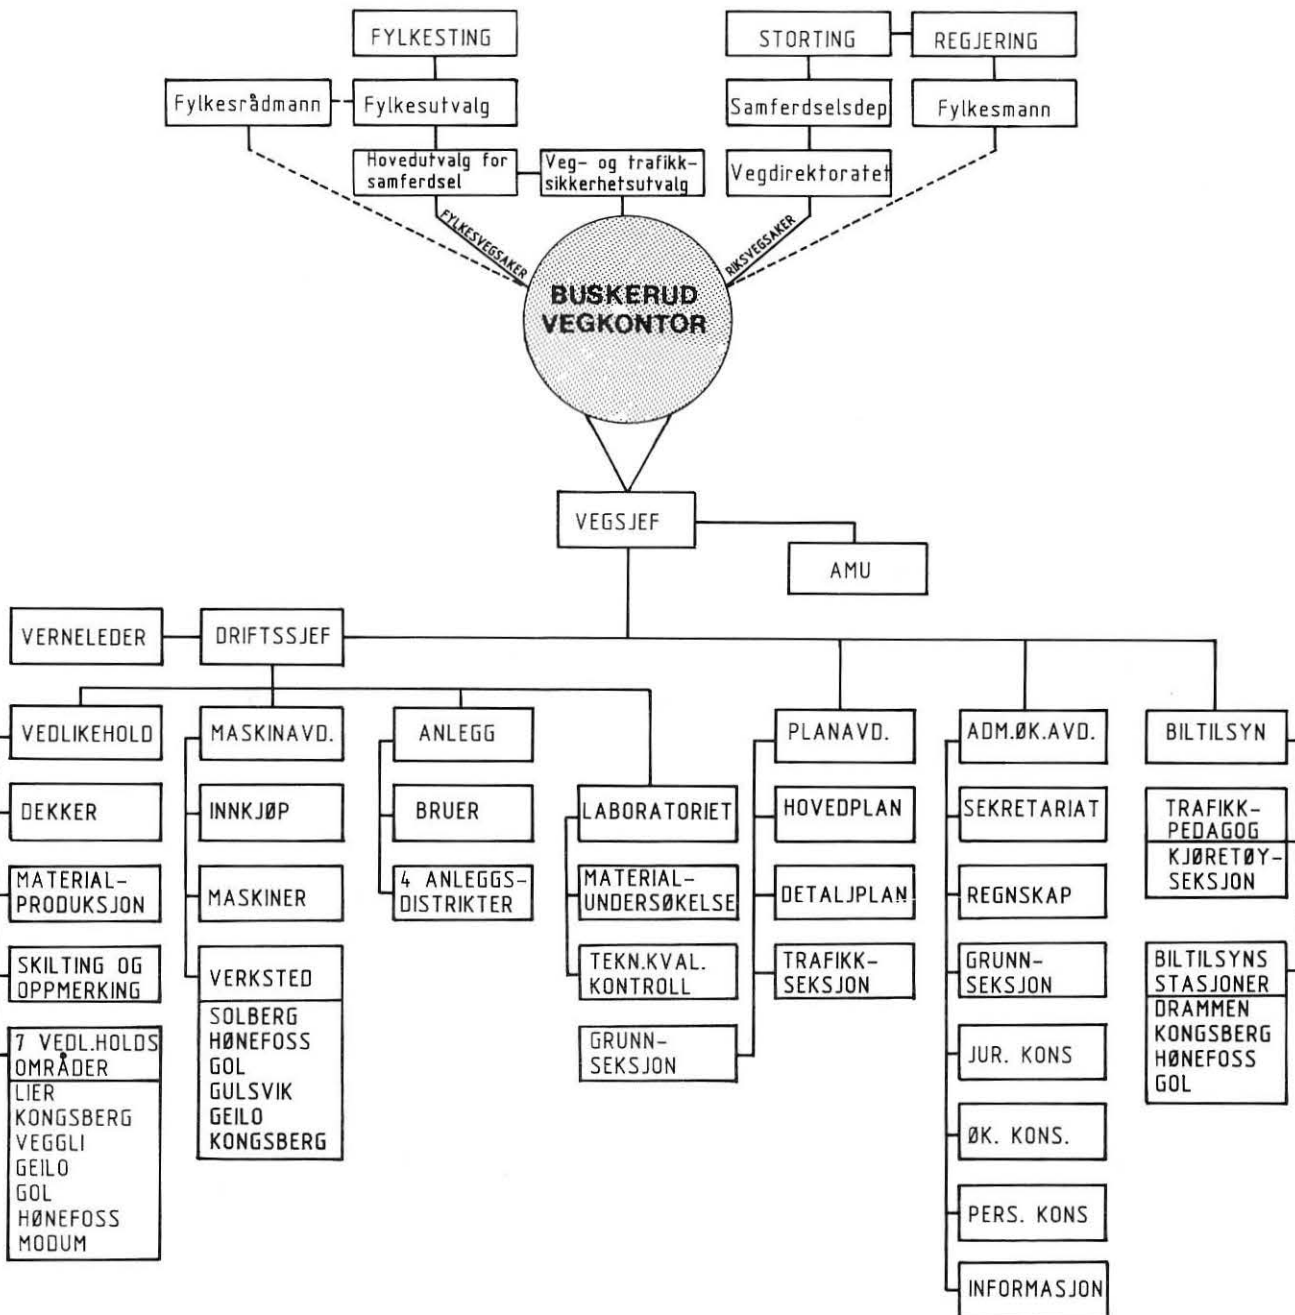 FYLKESTING
STORTING
REGJERING
Fylkesrådmann
Fylkesutvalg
Samferdselsdep
Fylkesmann
Hovedutvalg for
samferdsel
Veg- og trafikk-
sikkerhetsutvalg
Vegdirektoratet
FYLKESVEGSAKER
RIKSVEGSAKER
BUSKERUD
VEGKONTOR
VEGSJEF
AMU
VERNELEDER
DRIFTSSJEF
VEDLIKEHOLD
DEKKER
MATERIAL-
PRODUKSJON
SKILTING OG
OPPMERKING
7 VEDL.HOLDS
OMRÅDER
LIER
KONGSBERG
VEGGLI
GEILO
GOL
HØNEFOSS
MODUM
MASKINAVD.
INNKJØP
MASKINER
VERKSTED
SOLBERG
HØNEFOSS
GOL
GULSVIK
GEILO
KONGSBERG
ANLEGG
BRUER
4 ANLEGGS-
DISTRIKTER
LABORATORIET
MATERIAL-
UNDERSØKELSE
TEKN.KVAL.
KONTROLL
GRUNN-
SEKSJON
PLANAVD.
HOVEDPLAN
DETALJPLAN
TRAFIKK-
SEKSJON
ADM.ØK.AVD.
SEKRETARIAT
REGNSKAP
GRUNN-
SEKSJON
JUR. KONS
ØK. KONS.
PERS. KONS
INFORMASJON
BILTILSYN
TRAFIKK-
PEDAGOG
KJØRETØY-
SEKSJON
BILTILSYNS
STASJONER
DRAMMEN
KONGSBERG
HØNEFOSS
GOL